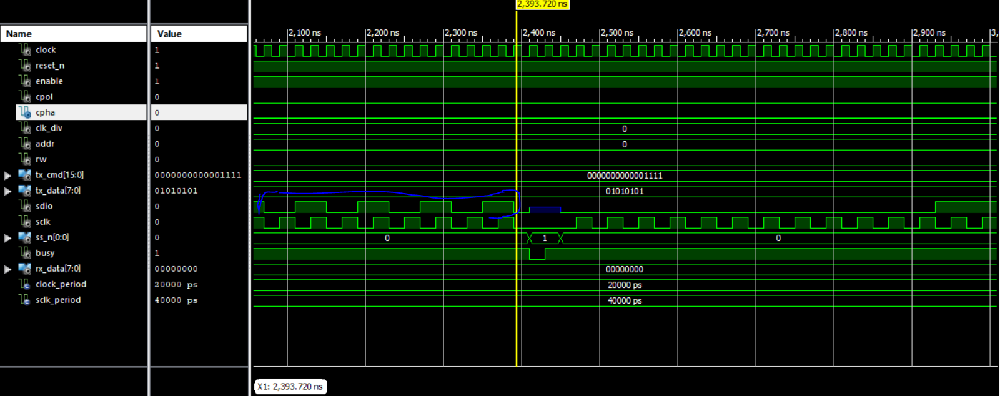 2,393.720 ns
Name Value 2,100 ns 2,200 ns 2,300 ns 2,400 ns 2,500 ns 2,600 ns 2,700 ns 2,800 ns 2,900 ns 3,
clock 1
reset_n 1
enable 1
cpol 0
cpha 0
clk_div 0 0
addr 0 0
rw 0
tx_cmd[15:0] 0000000000001111 0000000000001111
tx_data[7:0] 01010101 01010101
sdio 0
sclk 0
ss_n[0:0] 0 0 1 0
busy 1
rx_data[7:0] 00000000 00000000
clock_period 20000 ps 20000 ps
sclk_period 40000 ps 40000 ps
X1: 2,393.720 ns